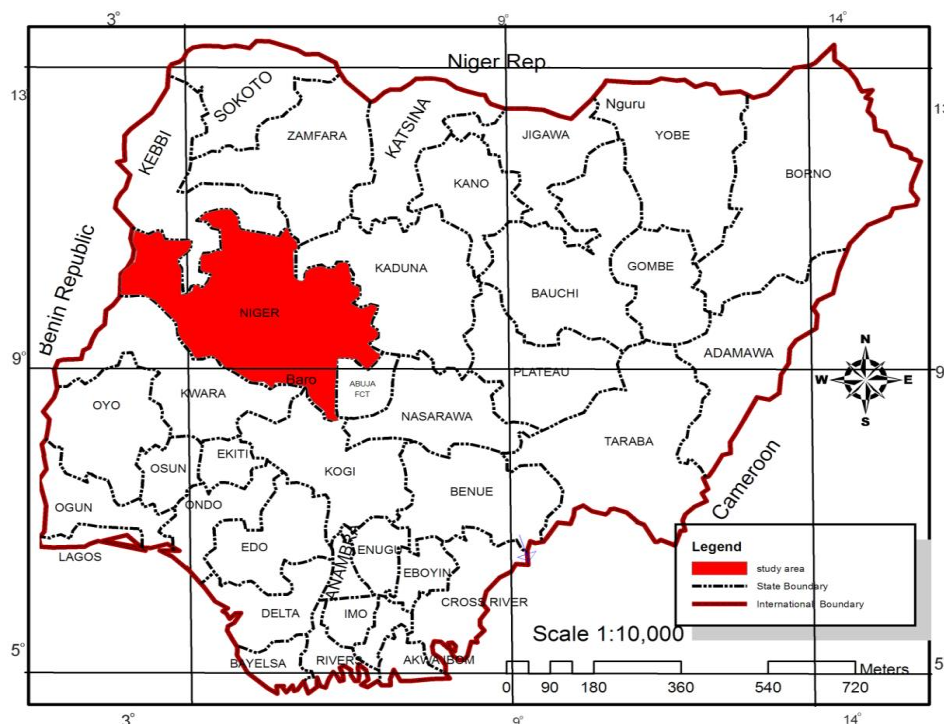 3°
9°
14°
Niger Rep
13
13
SOKOTO
KEBBI
ZAMFARA
KATSINA
JIGAWA
Nguru
YOBE
KANO
BORNO
Benin Republic
KADUNA
GOMBE
BAUCHI
NIGER
9°
9
ADAMAWA
PLATEAU
Baro
ABUJA
FCT
OYO
KWARA
NASARAWA
N
W
E
S
TARABA
OSUN
EKITI
KOGI
BENUE
OGUN
ONDO
Cameroon
LAGOS
EDO
ANAMBRA
ENUGU
EBOYIN
DELTA
IMO
CROSS RIVER
BAYELSA
RIVERS
AKWA IBOM
5°
5
Legend
study area
State Boundary
International Boundary
Scale 1:10,000
Meters
0 90 180 360 540 720
3°
9°
14°